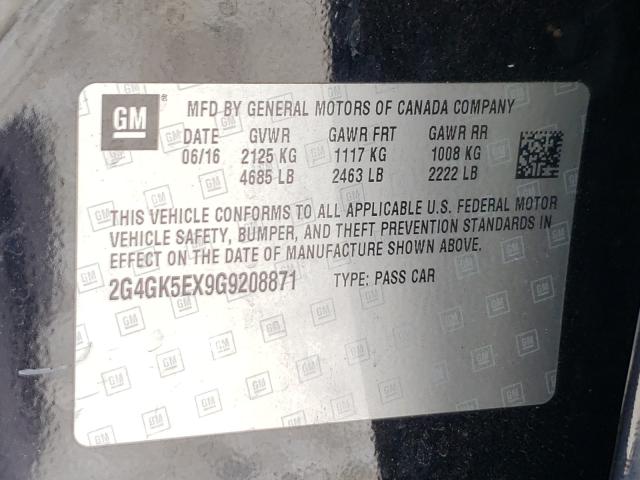 GM ® MFD BY GENERAL MOTORS OF CANADA COMPANY
DATE GVWR GAWR FRT GAWR RR
06/16 2125 KG 1117 KG 1008 KG
4685 LB 2463 LB 2222 LB
THIS VEHICLE CONFORMS TO ALL APPLICABLE U.S. FEDERAL MOTOR
VEHICLE SAFETY, BUMPER, AND THEFT PREVENTION STANDARDS IN
EFFECT ON THE DATE OF MANUFACTURE SHOWN ABOVE.
2G4GK5EX9G9208871 TYPE: PASS CAR